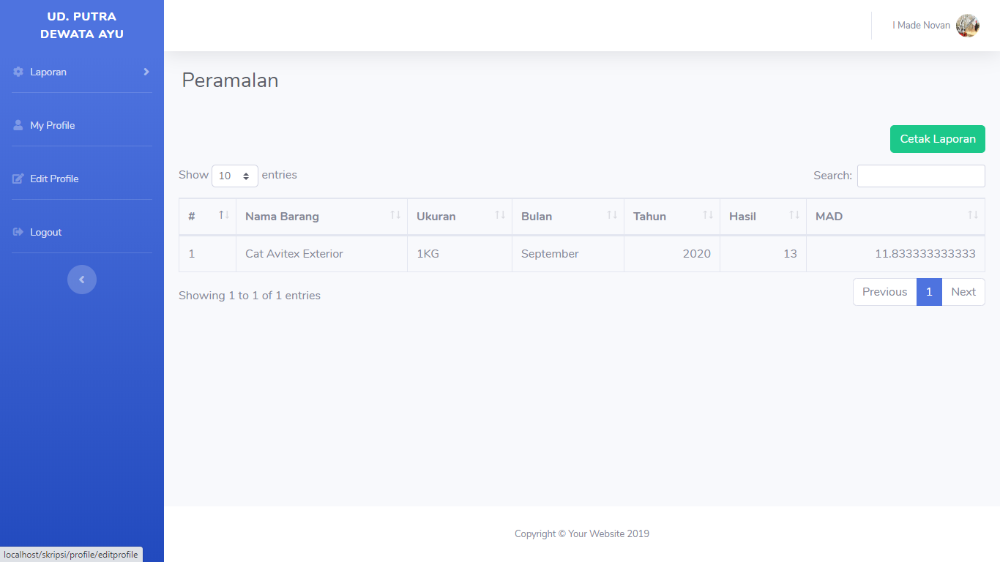 UD. PUTRA
DEWATA AYU
I Made Novan
Laporan
My Profile
Edit Profile
Logout
Peramalan
Cetak Laporan
Show 10 entries
Search:
# Nama Barang Ukuran Bulan Tahun Hasil MAD
1 Cat Avitex Exterior 1KG September 2020 13 11.833333333333
Showing 1 to 1 of 1 entries
Previous 1 Next
Copyright © Your Website 2019
localhost/skripsi/profile/editprofile